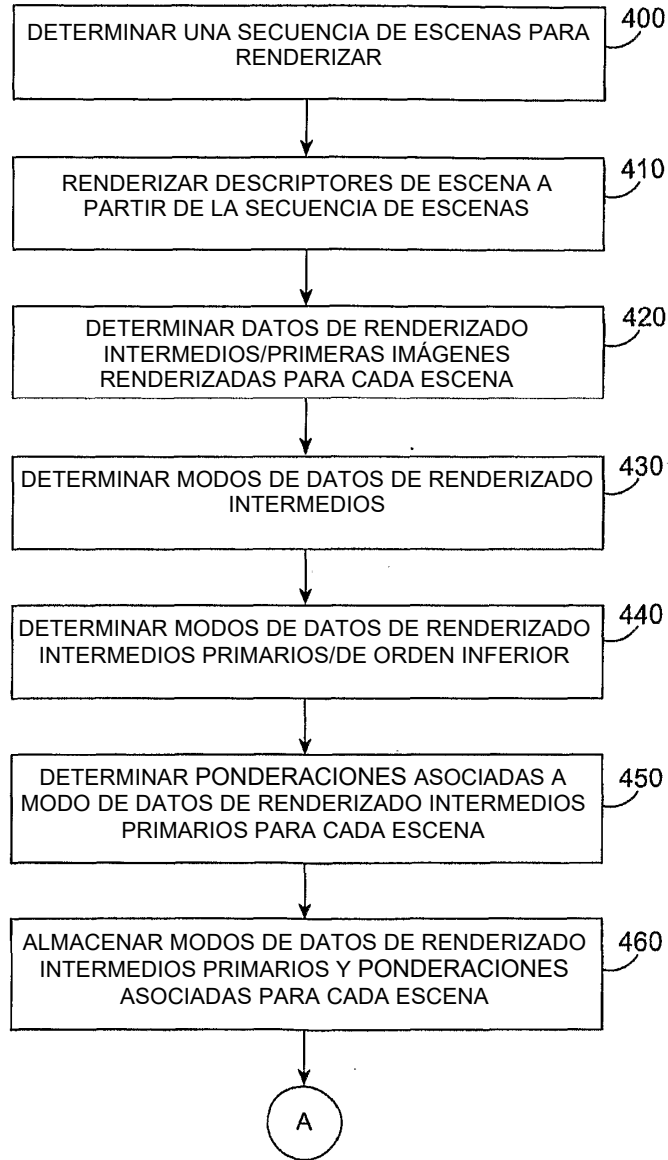 DETERMINAR UNA SECUENCIA DE ESCENAS PARA
RENDERIZAR
400
RENDERIZAR DESCRIPTORES DE ESCENA A
PARTIR DE LA SECUENCIA DE ESCENAS
410
DETERMINAR DATOS DE RENDERIZADO
INTERMEDIOS/PRIMERAS IMÁGENES
RENDERIZADAS PARA CADA ESCENA
420
DETERMINAR MODOS DE DATOS DE RENDERIZADO
INTERMEDIOS
430
DETERMINAR MODOS DE DATOS DE RENDERIZADO
INTERMEDIOS PRIMARIOS/DE ORDEN INFERIOR
440
DETERMINAR PONDERACIONES ASOCIADAS A
MODO DE DATOS DE RENDERIZADO INTERMEDIOS
PRIMARIOS PARA CADA ESCENA
450
ALMACENAR MODOS DE DATOS DE RENDERIZADO
INTERMEDIOS PRIMARIOS Y PONDERACIONES
ASOCIADAS PARA CADA ESCENA
460
A